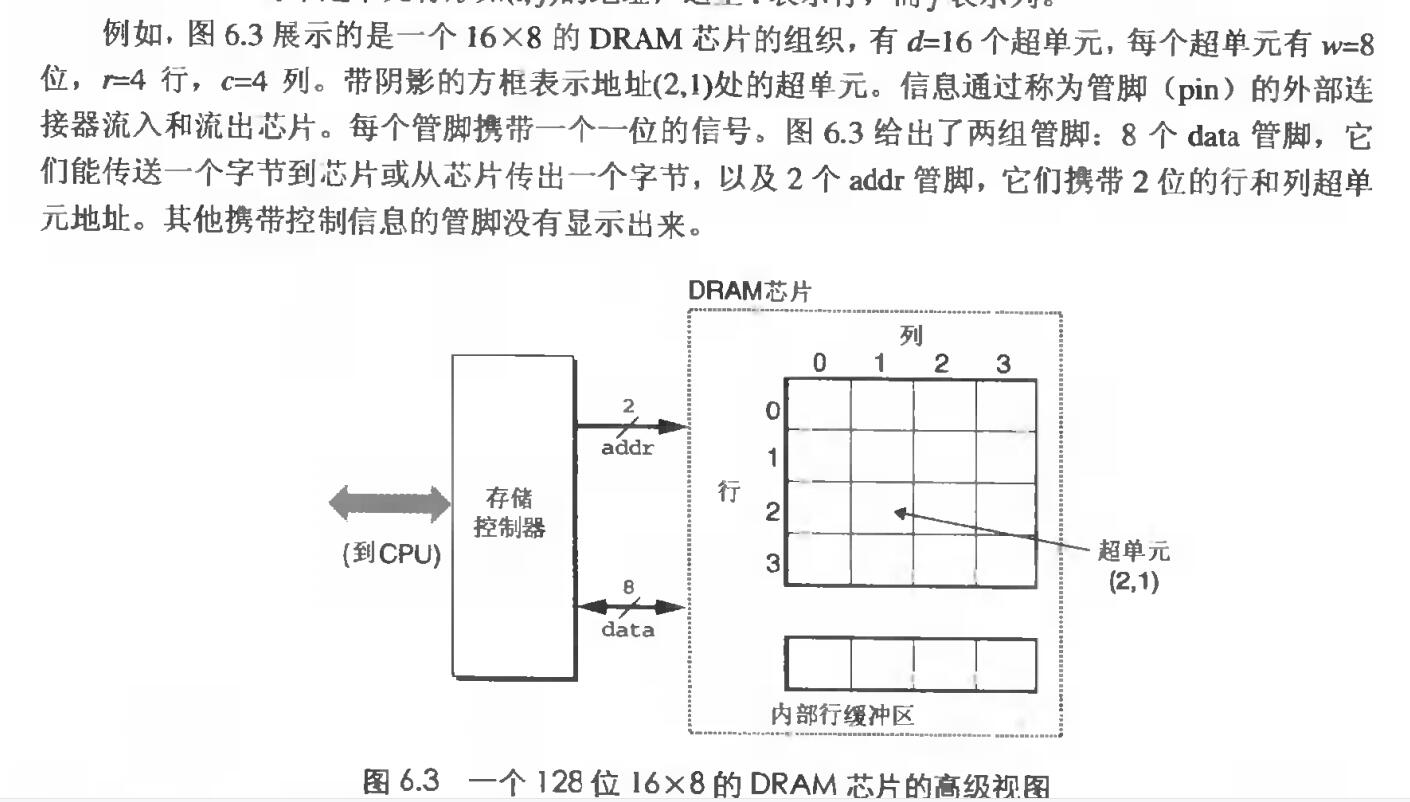 例如，图 6.3 展示的是一个 16×8 的 DRAM 芯片的组织，有 d=16 个超单元，每个超单元有 w=8
位，r=4 行，c=4 列。带阴影的方框表示地址(2,1)处的超单元。信息通过称为管脚（pin）的外部连
接器流入和流出芯片。每个管脚携带一个一位的信号。图 6.3 给出了两组管脚：8 个 data 管脚，它
们能传送一个字节到芯片或从芯片传出一个字节，以及 2 个 addr 管脚，它们携带 2 位的行和列超单
元地址。其他携带控制信息的管脚没有显示出来。
DRAM芯片
列
0 1 2 3
0
1
2
3
行
2
addr
存储
控制器
(到CPU)
8
data
超单元
(2,1)
内部行缓冲区
图 6.3 一个 128 位 16×8 的 DRAM 芯片的高级视图